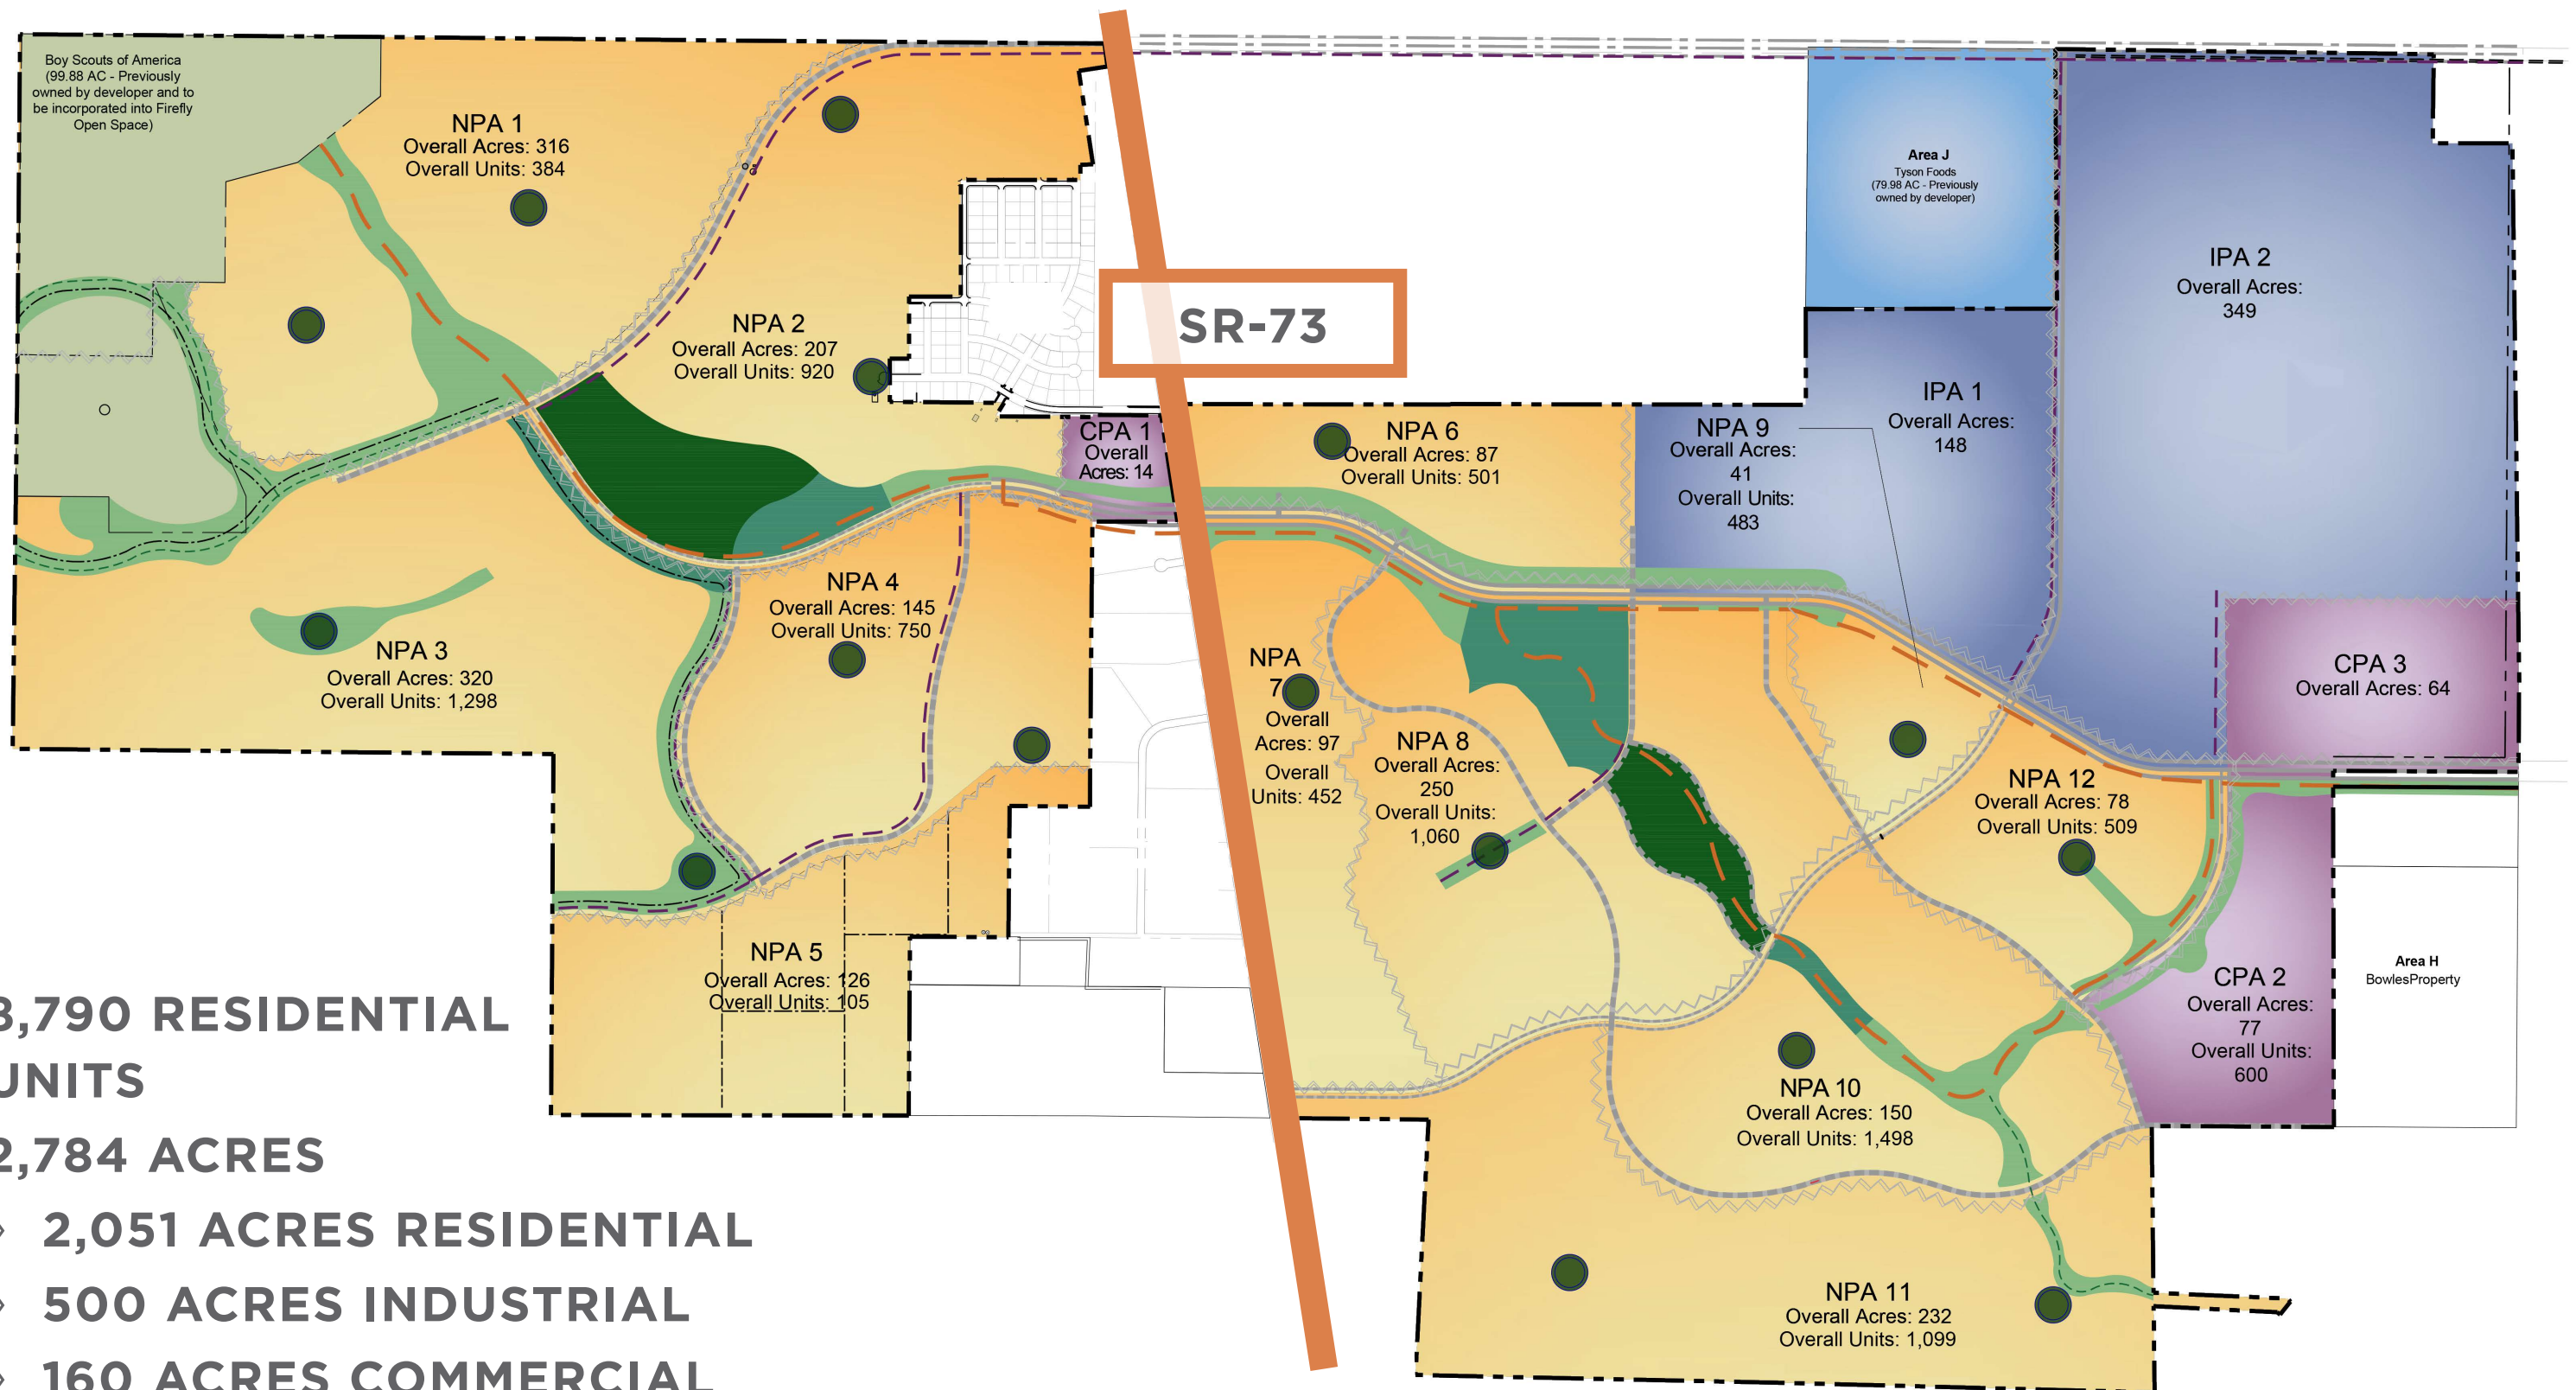 Boy Scouts of America
(99.88 AC - Previously
owned by developer and to
be incorporated into Firefly
Open Space)
NPA 1
Overall Acres: 316
Overall Units: 384
NPA 2
Overall Acres: 207
Overall Units: 920
SR-73
Area J
Tyson Foods
(79.98 AC - Previously
owned by developer)
IPA 2
Overall Acres:
349
IPA 1
Overall Acres:
148
CPA 1
Overall
Acres: 14
NPA 6
Overall Acres: 87
Overall Units: 501
NPA 9
Overall Acres:
41
Overall Units:
483
NPA 3
Overall Acres: 320
Overall Units: 1,298
NPA 4
Overall Acres: 145
Overall Units: 750
NPA
7
Overall
Acres: 97
Overall
Units: 452
NPA 8
Overall Acres:
250
Overall Units:
1,060
CPA 3
Overall Acres: 64
NPA 12
Overall Acres: 78
Overall Units: 509
NPA 5
Overall Acres: 126
Overall Units: 105
CPA 2
Overall Acres:
77
Overall Units:
600
Area H
BowlesProperty
NPA 10
Overall Acres: 150
Overall Units: 1,498
NPA 11
Overall Acres: 232
Overall Units: 1,099
8,790 RESIDENTIAL
UNITS
2,784 ACRES
2,051 ACRES RESIDENTIAL
500 ACRES INDUSTRIAL
160 ACRES COMMERCIAL